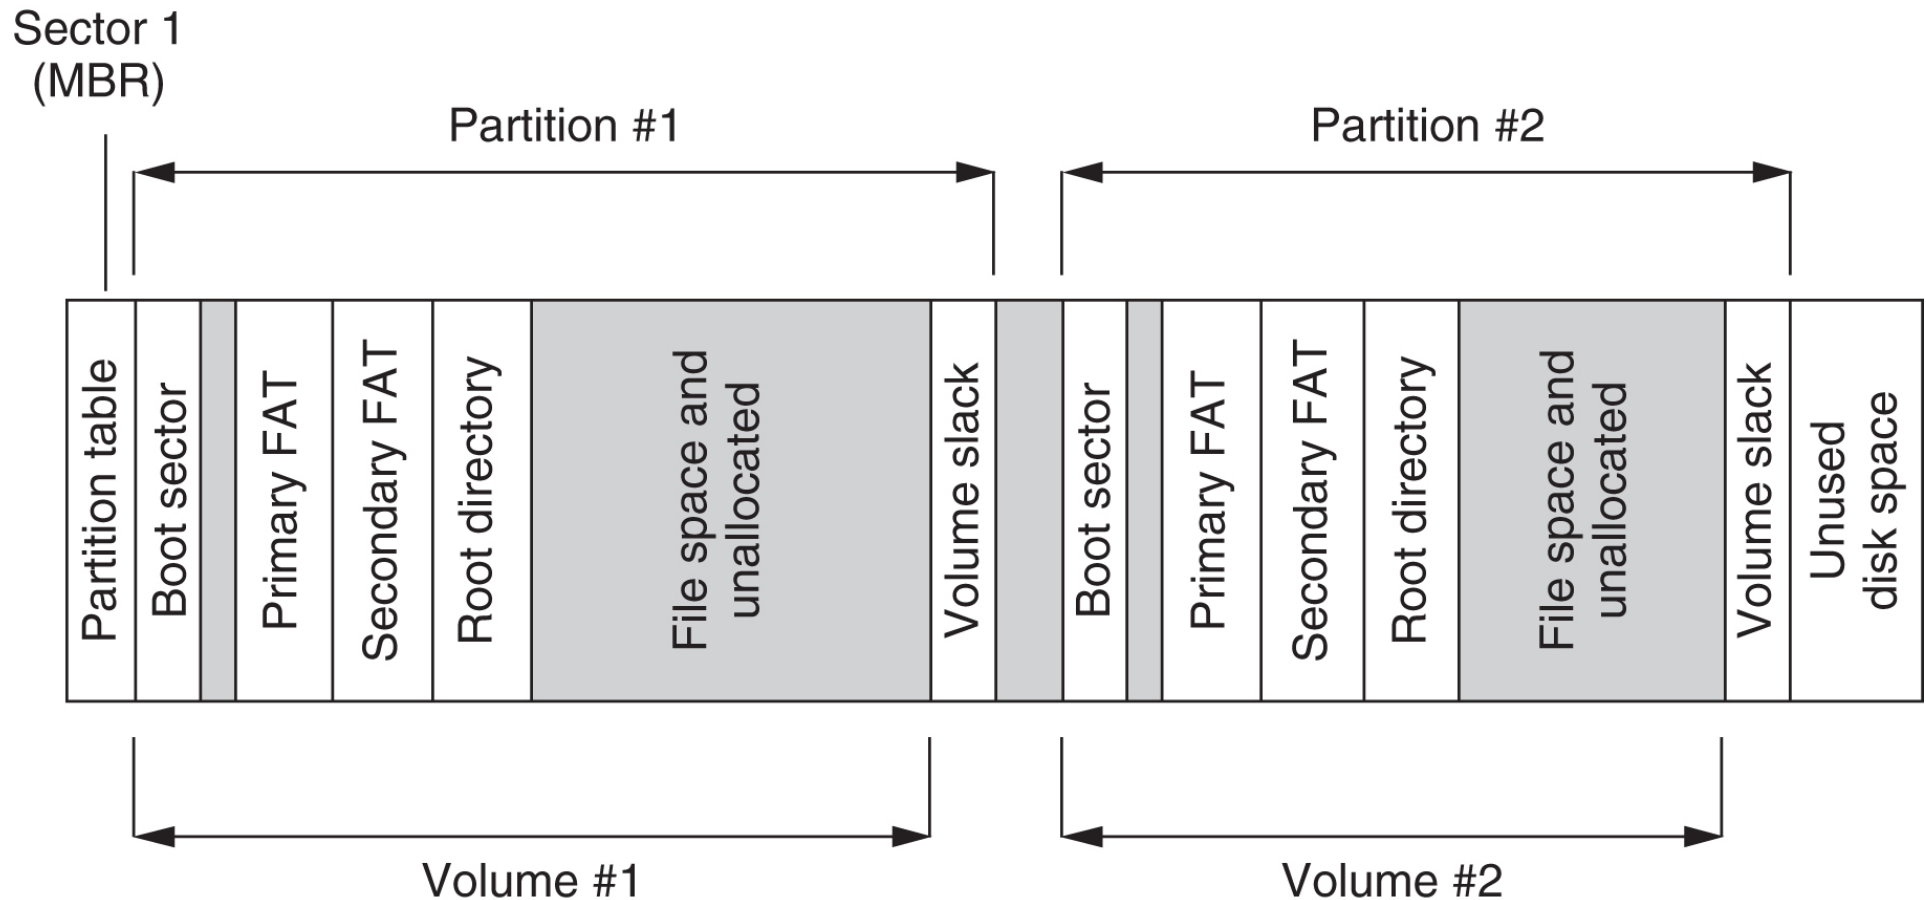 Sector 1
(MBR)
Partition #1
Partition #2
Partition table
Boot sector
Primary FAT
Secondary FAT
Root directory
File space and
unallocated
Volume slack
Boot sector
Primary FAT
Secondary FAT
Root directory
File space and
unallocated
Volume slack
Unused
disk space
Volume #1
Volume #2